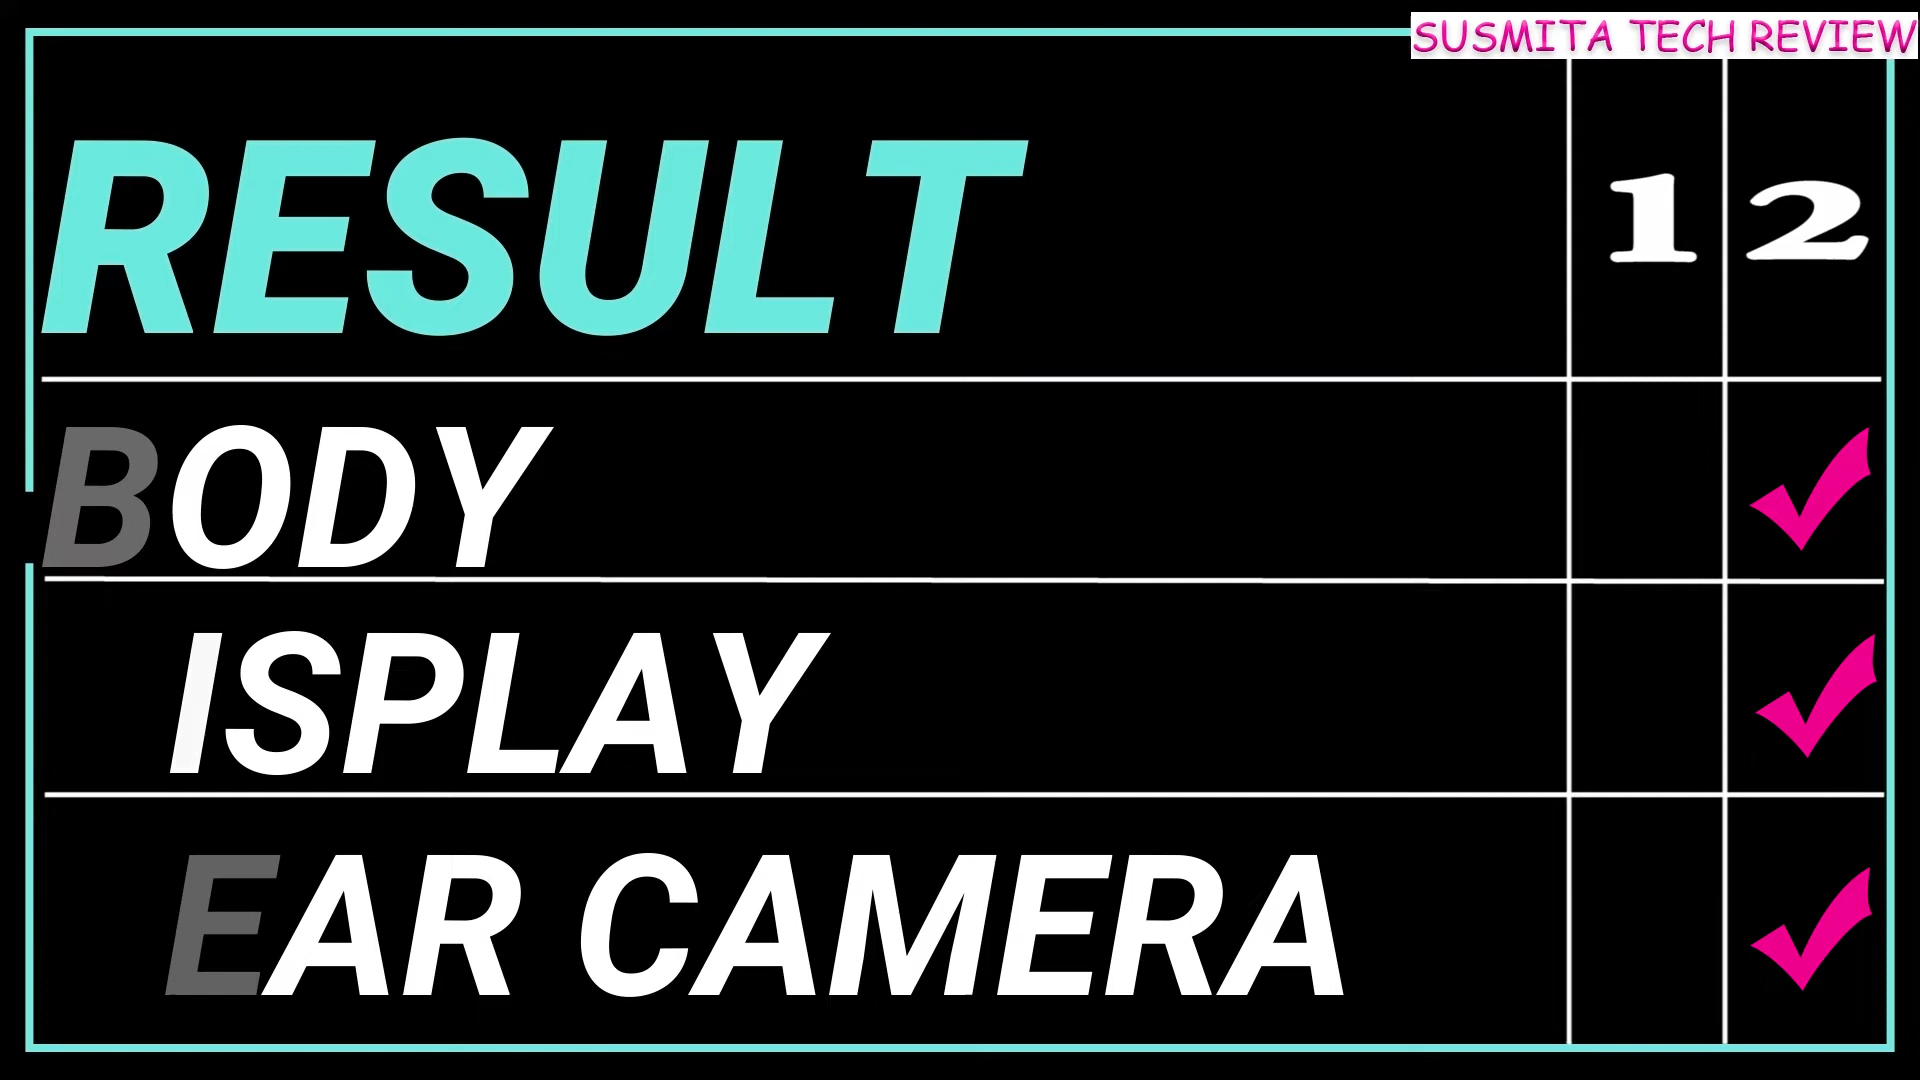 SUSMITA TECH REVIEW
RESULT 1 2
BODY
ISPLAY
EAR CAMERA